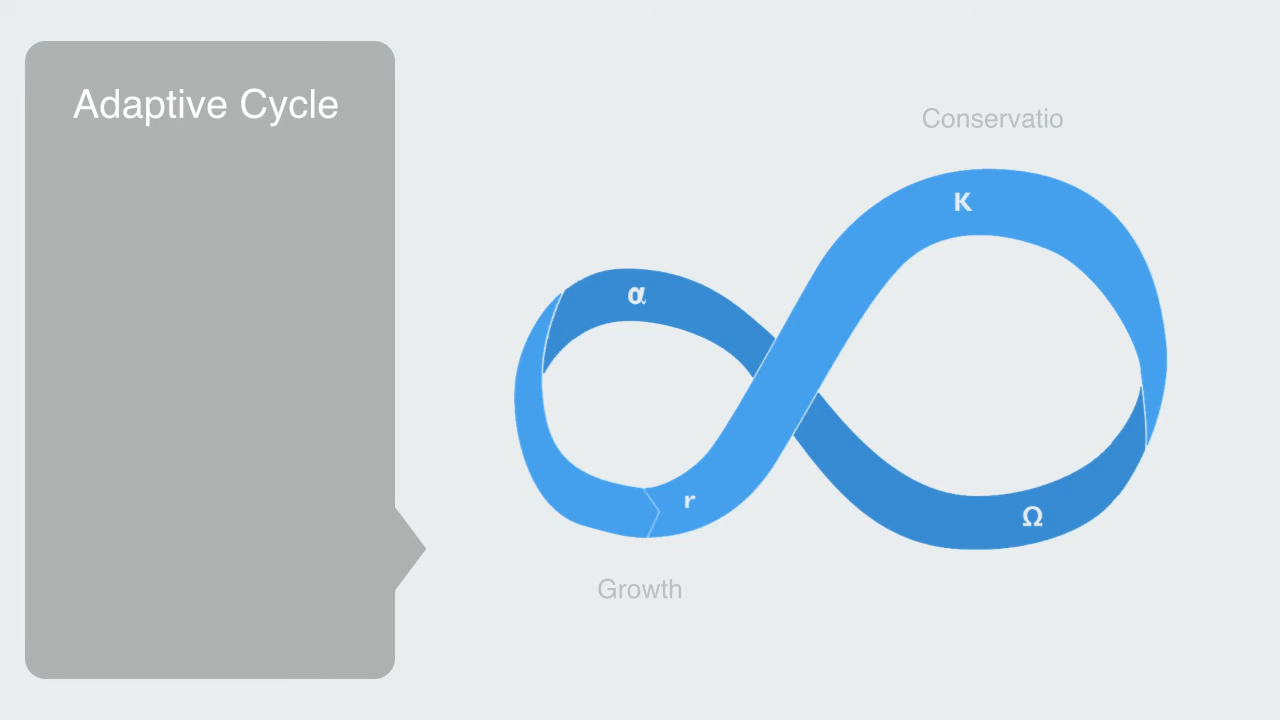 Adaptive Cycle
Conservatio
K
α
r
Ω
Growth